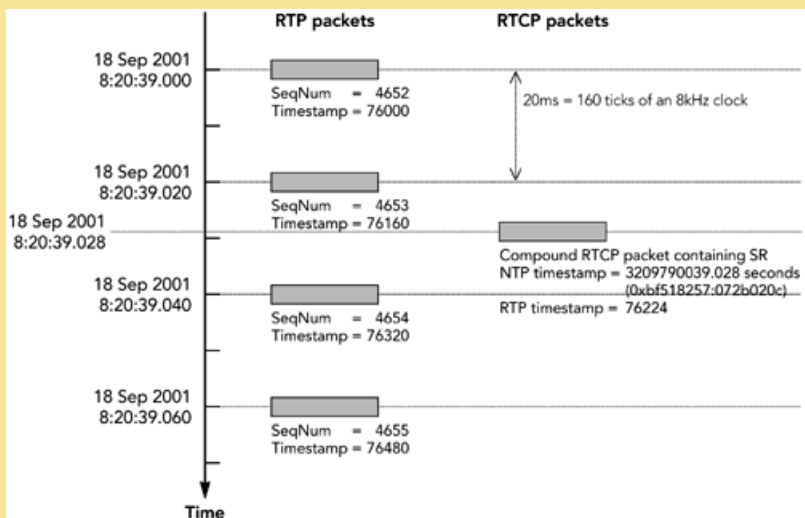 RTP packets
RTCP packets
18 Sep 2001
8:20:39.000
SeqNum = 4652
Timestamp = 76000
20ms = 160 ticks of an 8kHz clock
18 Sep 2001
8:20:39.020
SeqNum = 4653
Timestamp = 76160
18 Sep 2001
8:20:39.028
Compound RTCP packet containing SR
NTP timestamp = 3209790039.028 seconds
(0xbf518257:072b020c)
RTP timestamp = 76224
18 Sep 2001
8:20:39.040
SeqNum = 4654
Timestamp = 76320
18 Sep 2001
8:20:39.060
SeqNum = 4655
Timestamp = 76480
Time